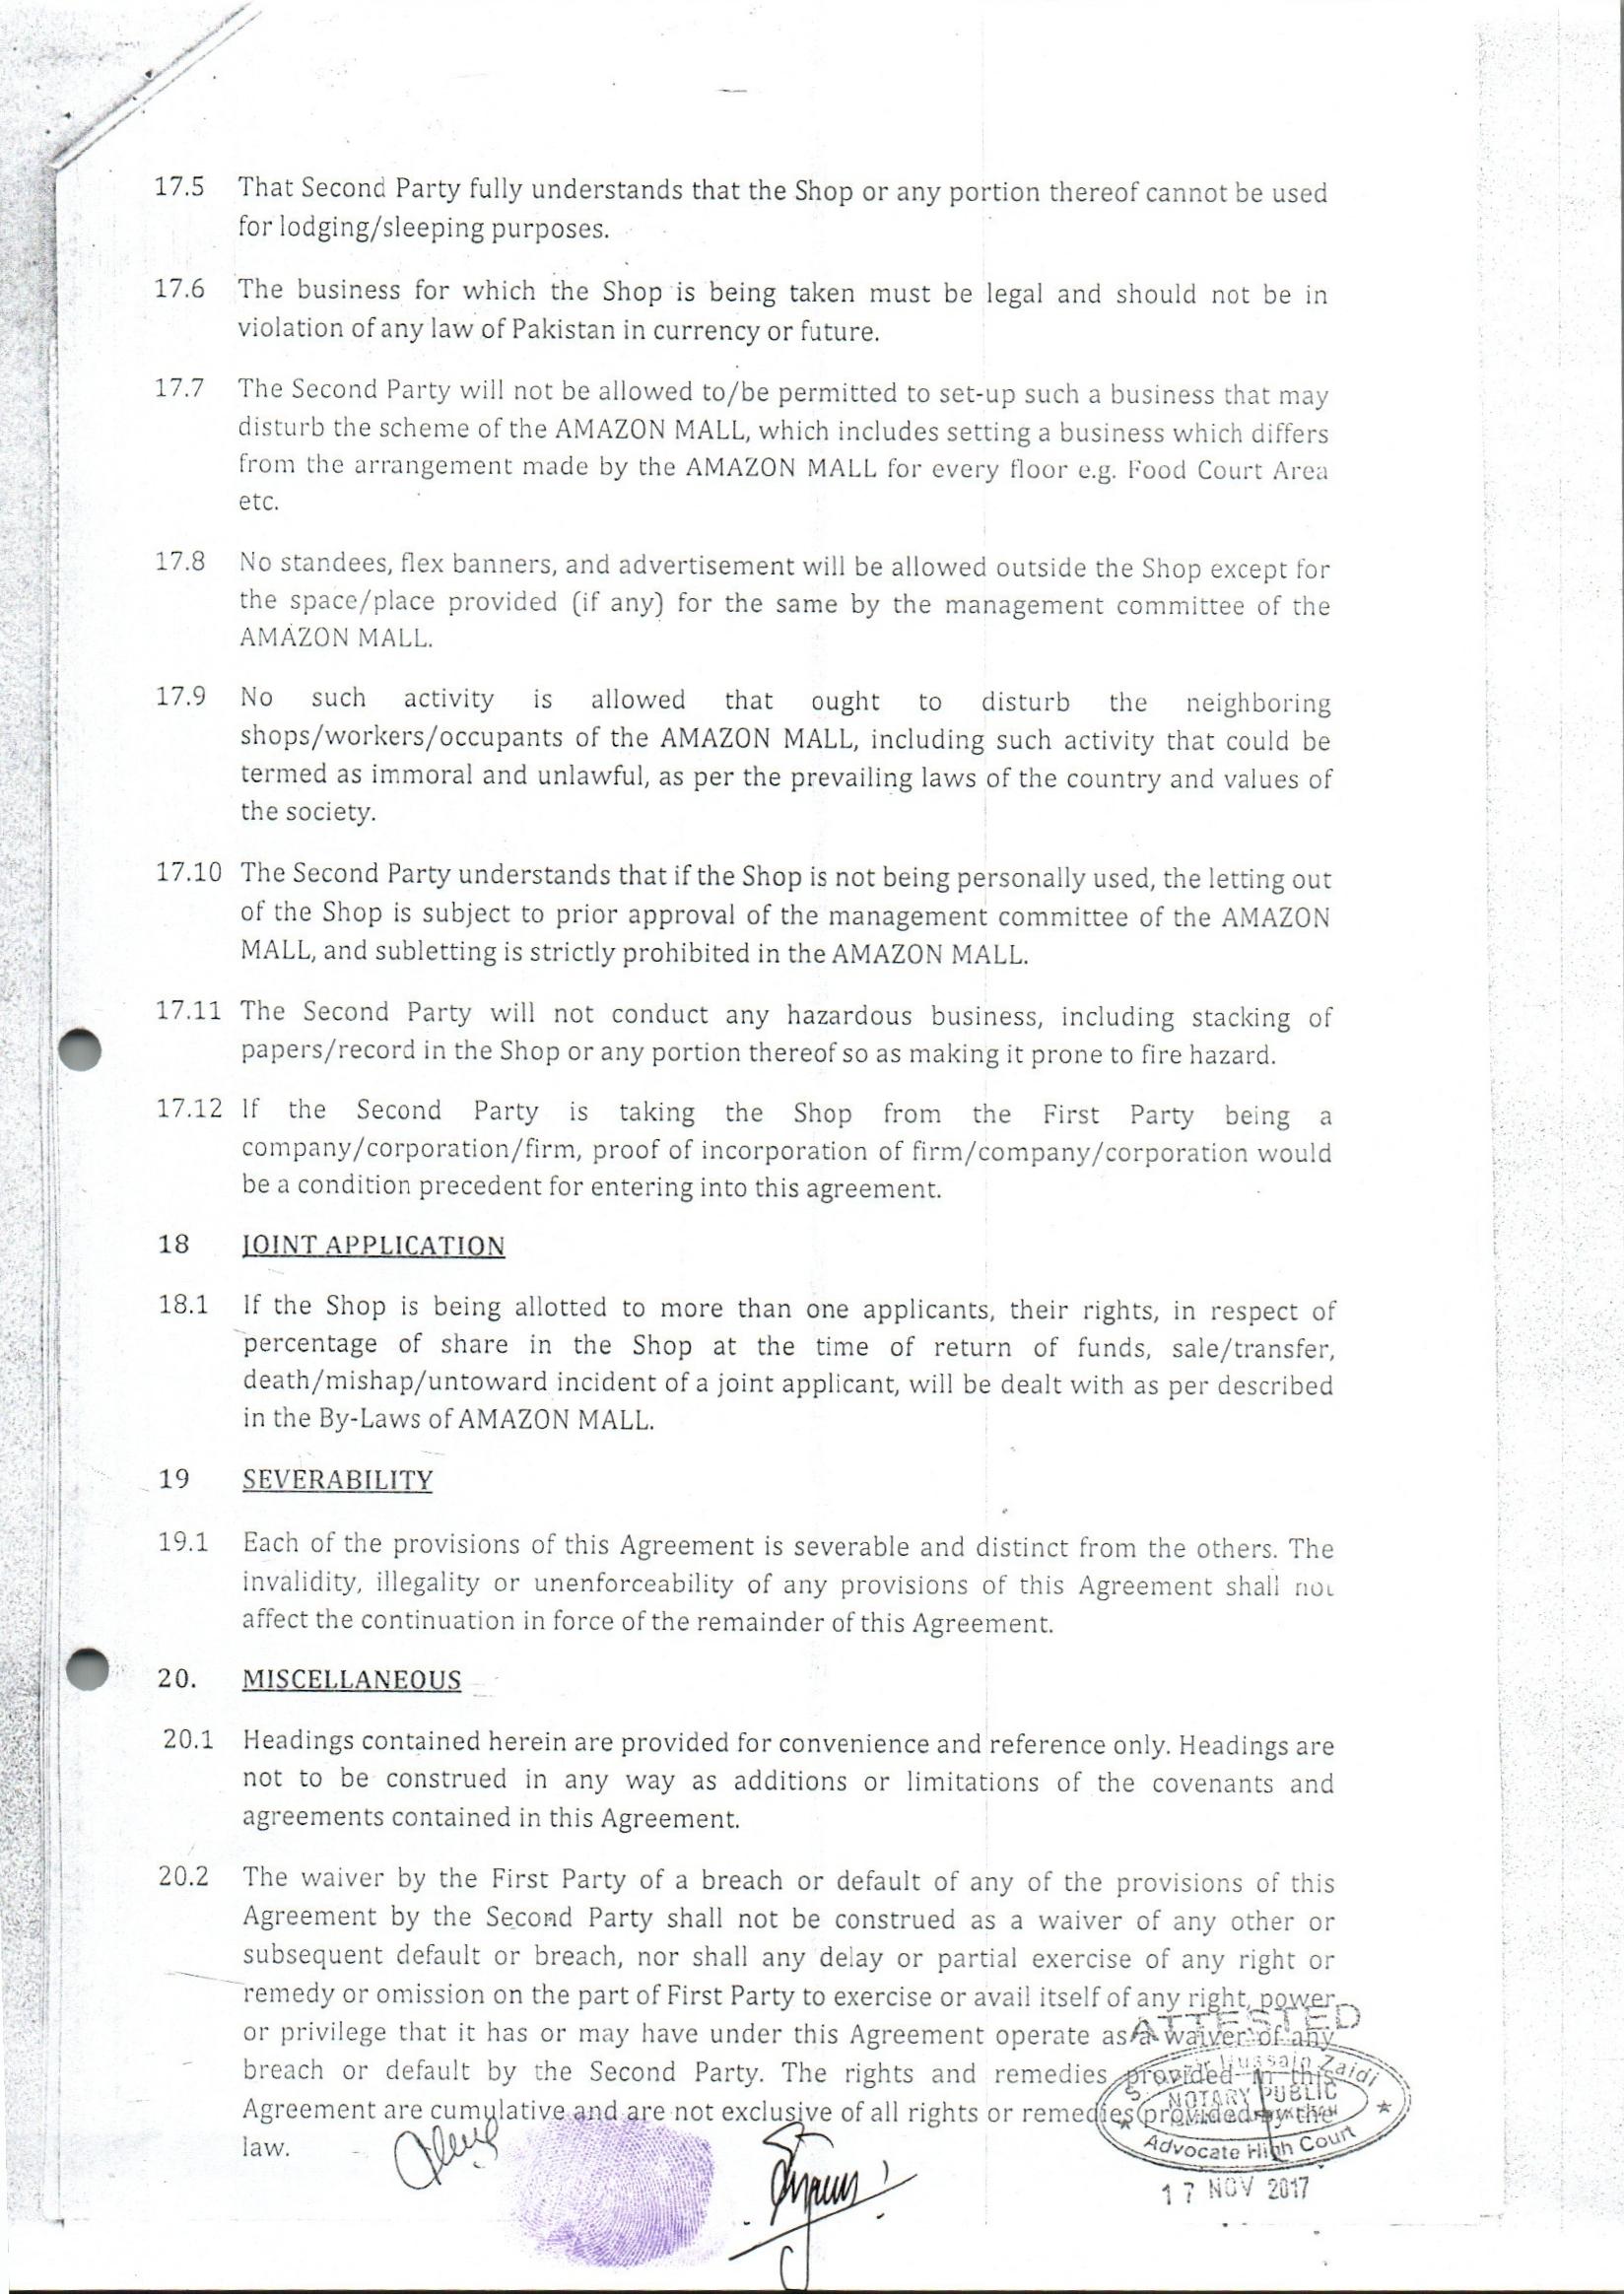 17.5 That Second Party fully understands that the Shop or any portion thereof cannot be used
for lodging/sleeping purposes.
17.6 The business for which the Shop is being taken must be legal and should not be in
violation of any law of Pakistan in currency or future.
17.7 The Second Party will not be allowed to/be permitted to set-up such a business that may
disturb the scheme of the AMAZON MALL, which includes setting a business which differs
from the arrangement made by the AMAZON MALL for every floor e.g. Food Court Area
etc.
17.8 No standees, flex banners, and advertisement will be allowed outside the Shop except for
the space/place provided (if any) for the same by the management committee of the
AMAZON MALL.
17.9 No such activity is allowed that ought to disturb the neighboring
shops/workers/occupants of the AMAZON MALL, including such activity that could be
termed as immoral and unlawful, as per the prevailing laws of the country and values of
the society.
17.10 The Second Party understands that if the Shop is not being personally used, the letting out
of the Shop is subject to prior approval of the management committee of the AMAZON
MALL, and subletting is strictly prohibited in the AMAZON MALL.
17.11 The Second Party will not conduct any hazardous business, including stacking of
papers/record in the Shop or any portion thereof so as making it prone to fire hazard.
17.12 If the Second Party is taking the Shop from the First Party being a
company/corporation/firm, proof of incorporation of firm/company/corporation would
be a condition precedent for entering into this agreement.
18 JOINT APPLICATION
18.1 If the Shop is being allotted to more than one applicants, their rights, in respect of
percentage of share in the Shop at the time of return of funds, sale/transfer,
death/mishap/untoward incident of a joint applicant, will be dealt with as per described
in the By-Laws of AMAZON MALL.
19 SEVERABILITY
19.1 Each of the provisions of this Agreement is severable and distinct from the others. The
invalidity, illegality or unenforceability of any provisions of this Agreement shall not
affect the continuation in force of the remainder of this Agreement.
20. MISCELLANEOUS
20.1 Headings contained herein are provided for convenience and reference only. Headings are
not to be construed in any way as additions or limitations of the covenants and
agreements contained in this Agreement.
20.2 The waiver by the First Party of a breach or default of any of the provisions of this
Agreement by the Second Party shall not be construed as a waiver of any other or
subsequent default or breach, nor shall any delay or partial exercise of any right or
remedy or omission on the part of First Party to exercise or avail itself of any right, power
or privilege that it has or may have under this Agreement operate as a waiver of any
breach or default by the Second Party. The rights and remedies provided in this
Agreement are cumulative and are not exclusive of all rights or remedies provided by the
law.
ATTESTED
Hussain Zaidi
NOTARY PUBLIC
Advocate High Court
17 NOV 2017